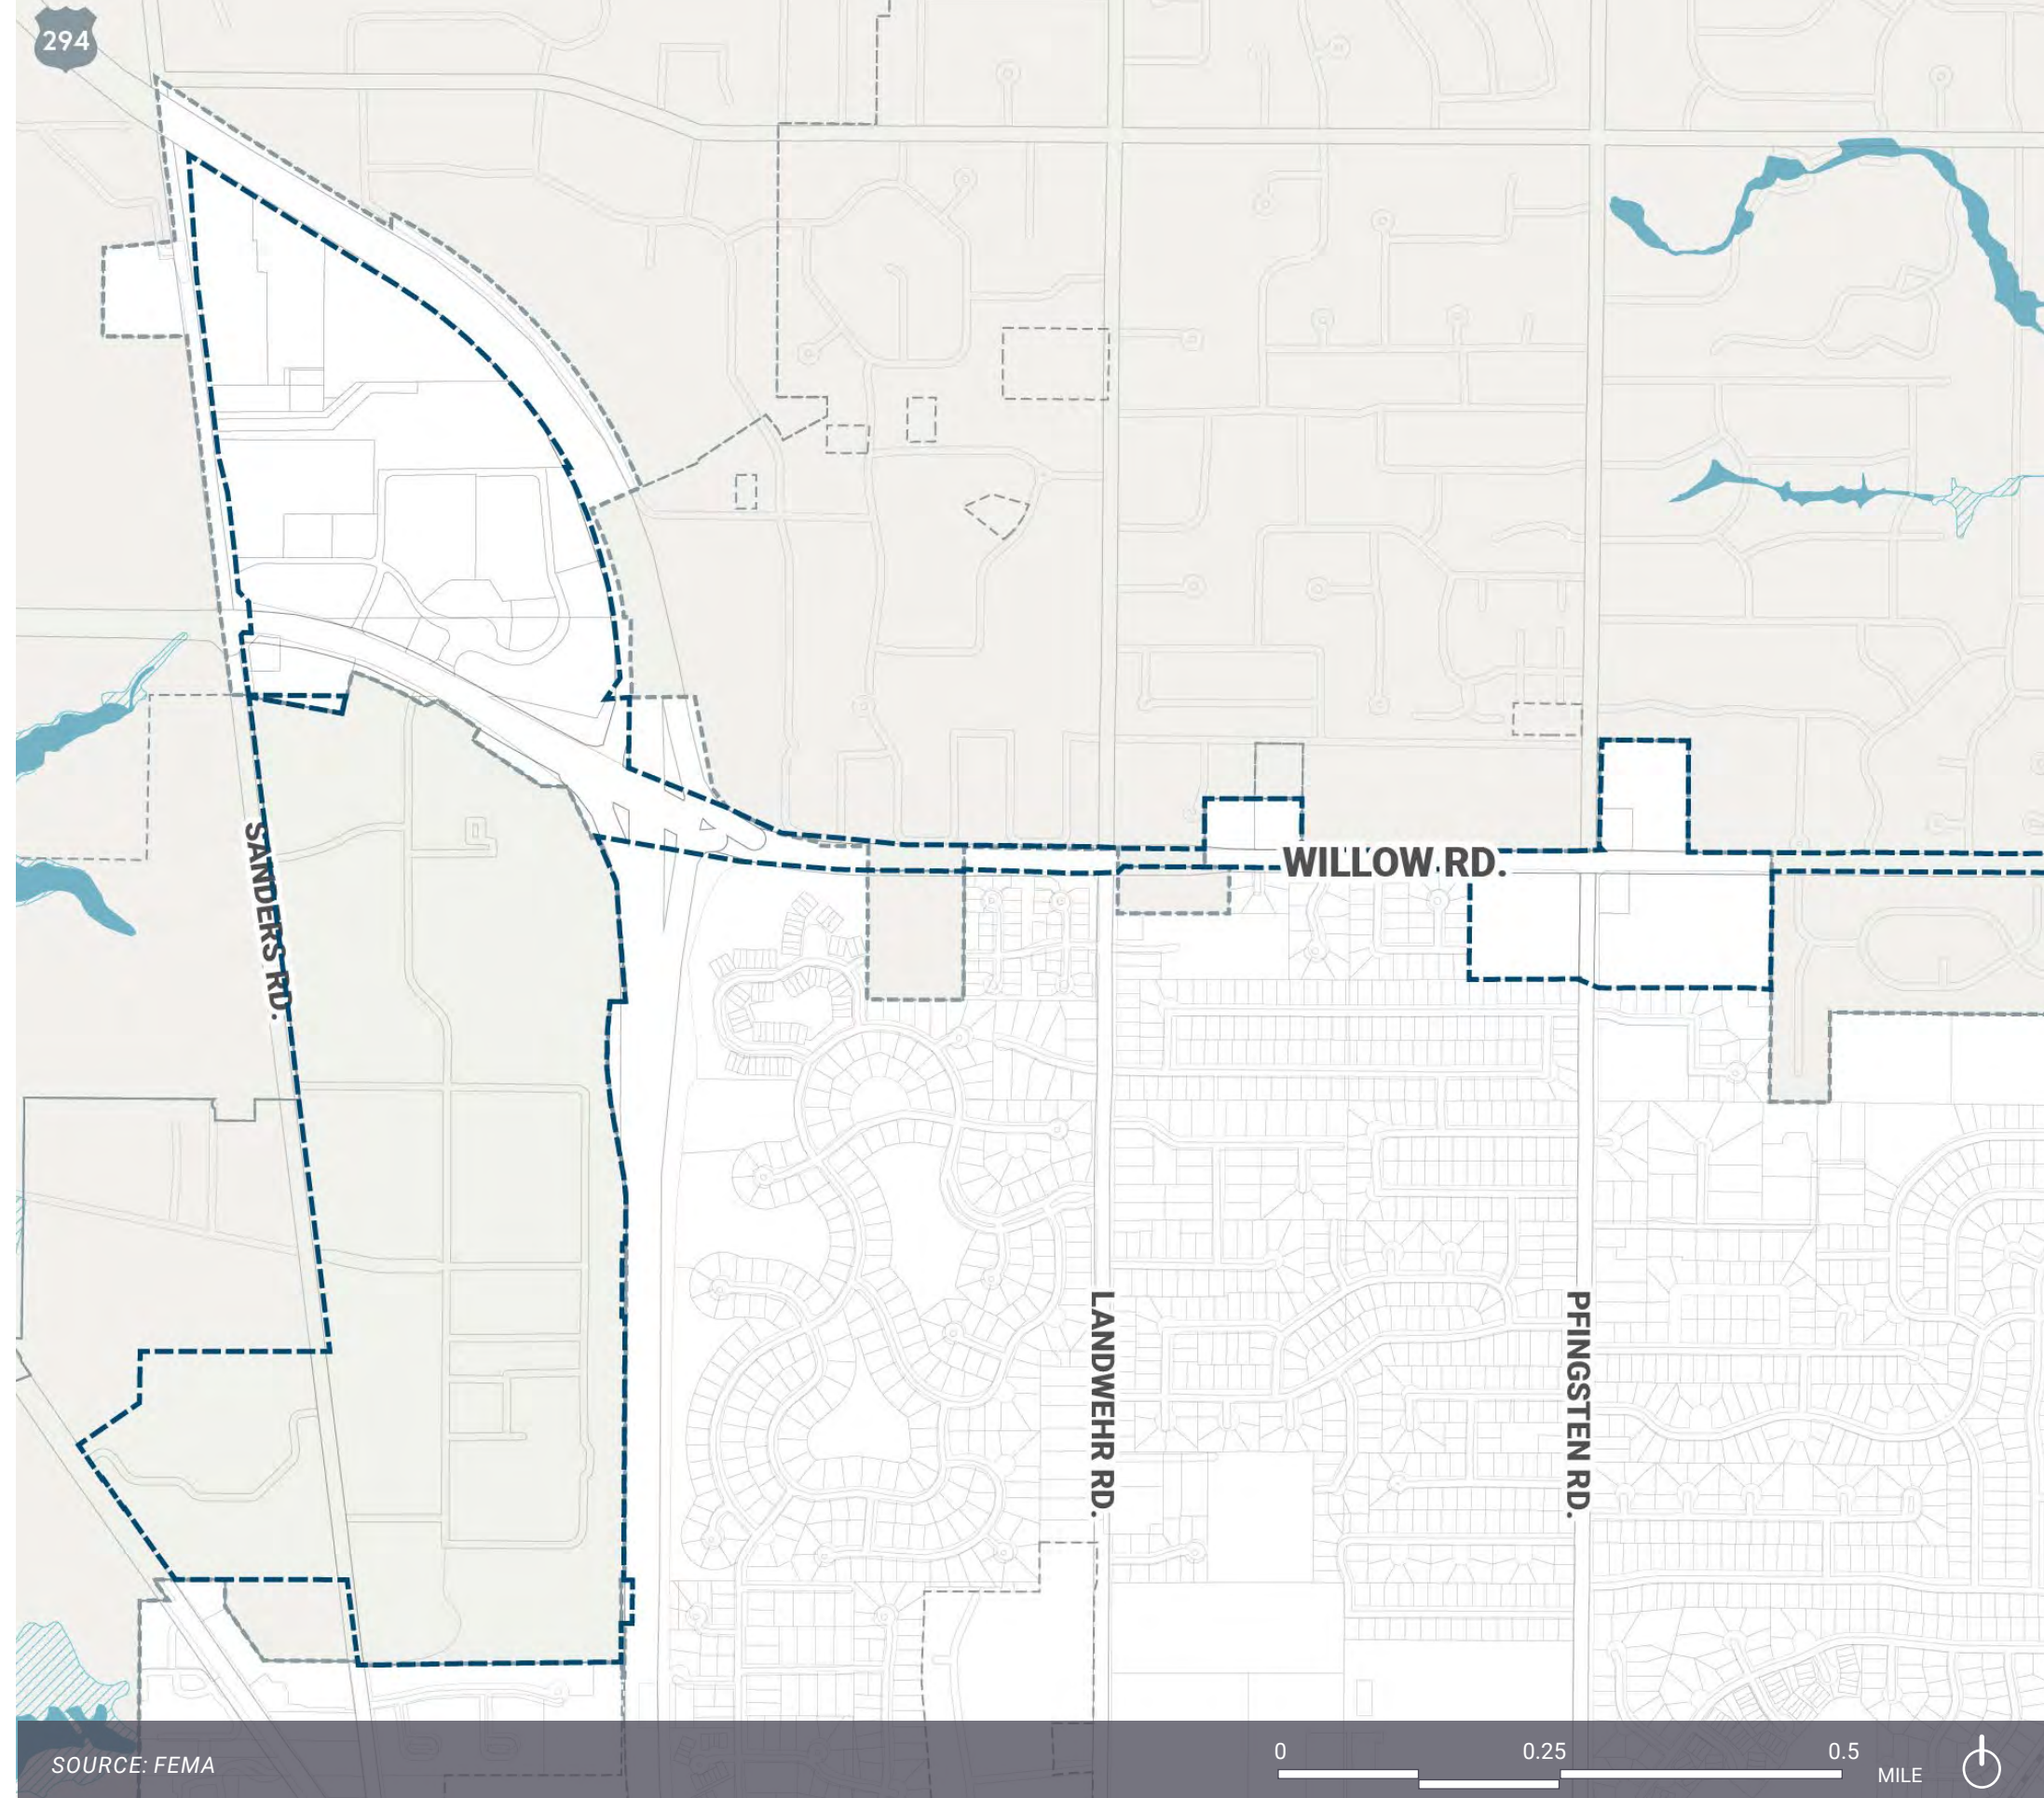 294
WILLOW RD.
SANDERS RD.
LANDWEHR RD.
PFINGSTEN RD.
SOURCE: FEMA
0 0.25 0.5
MILE